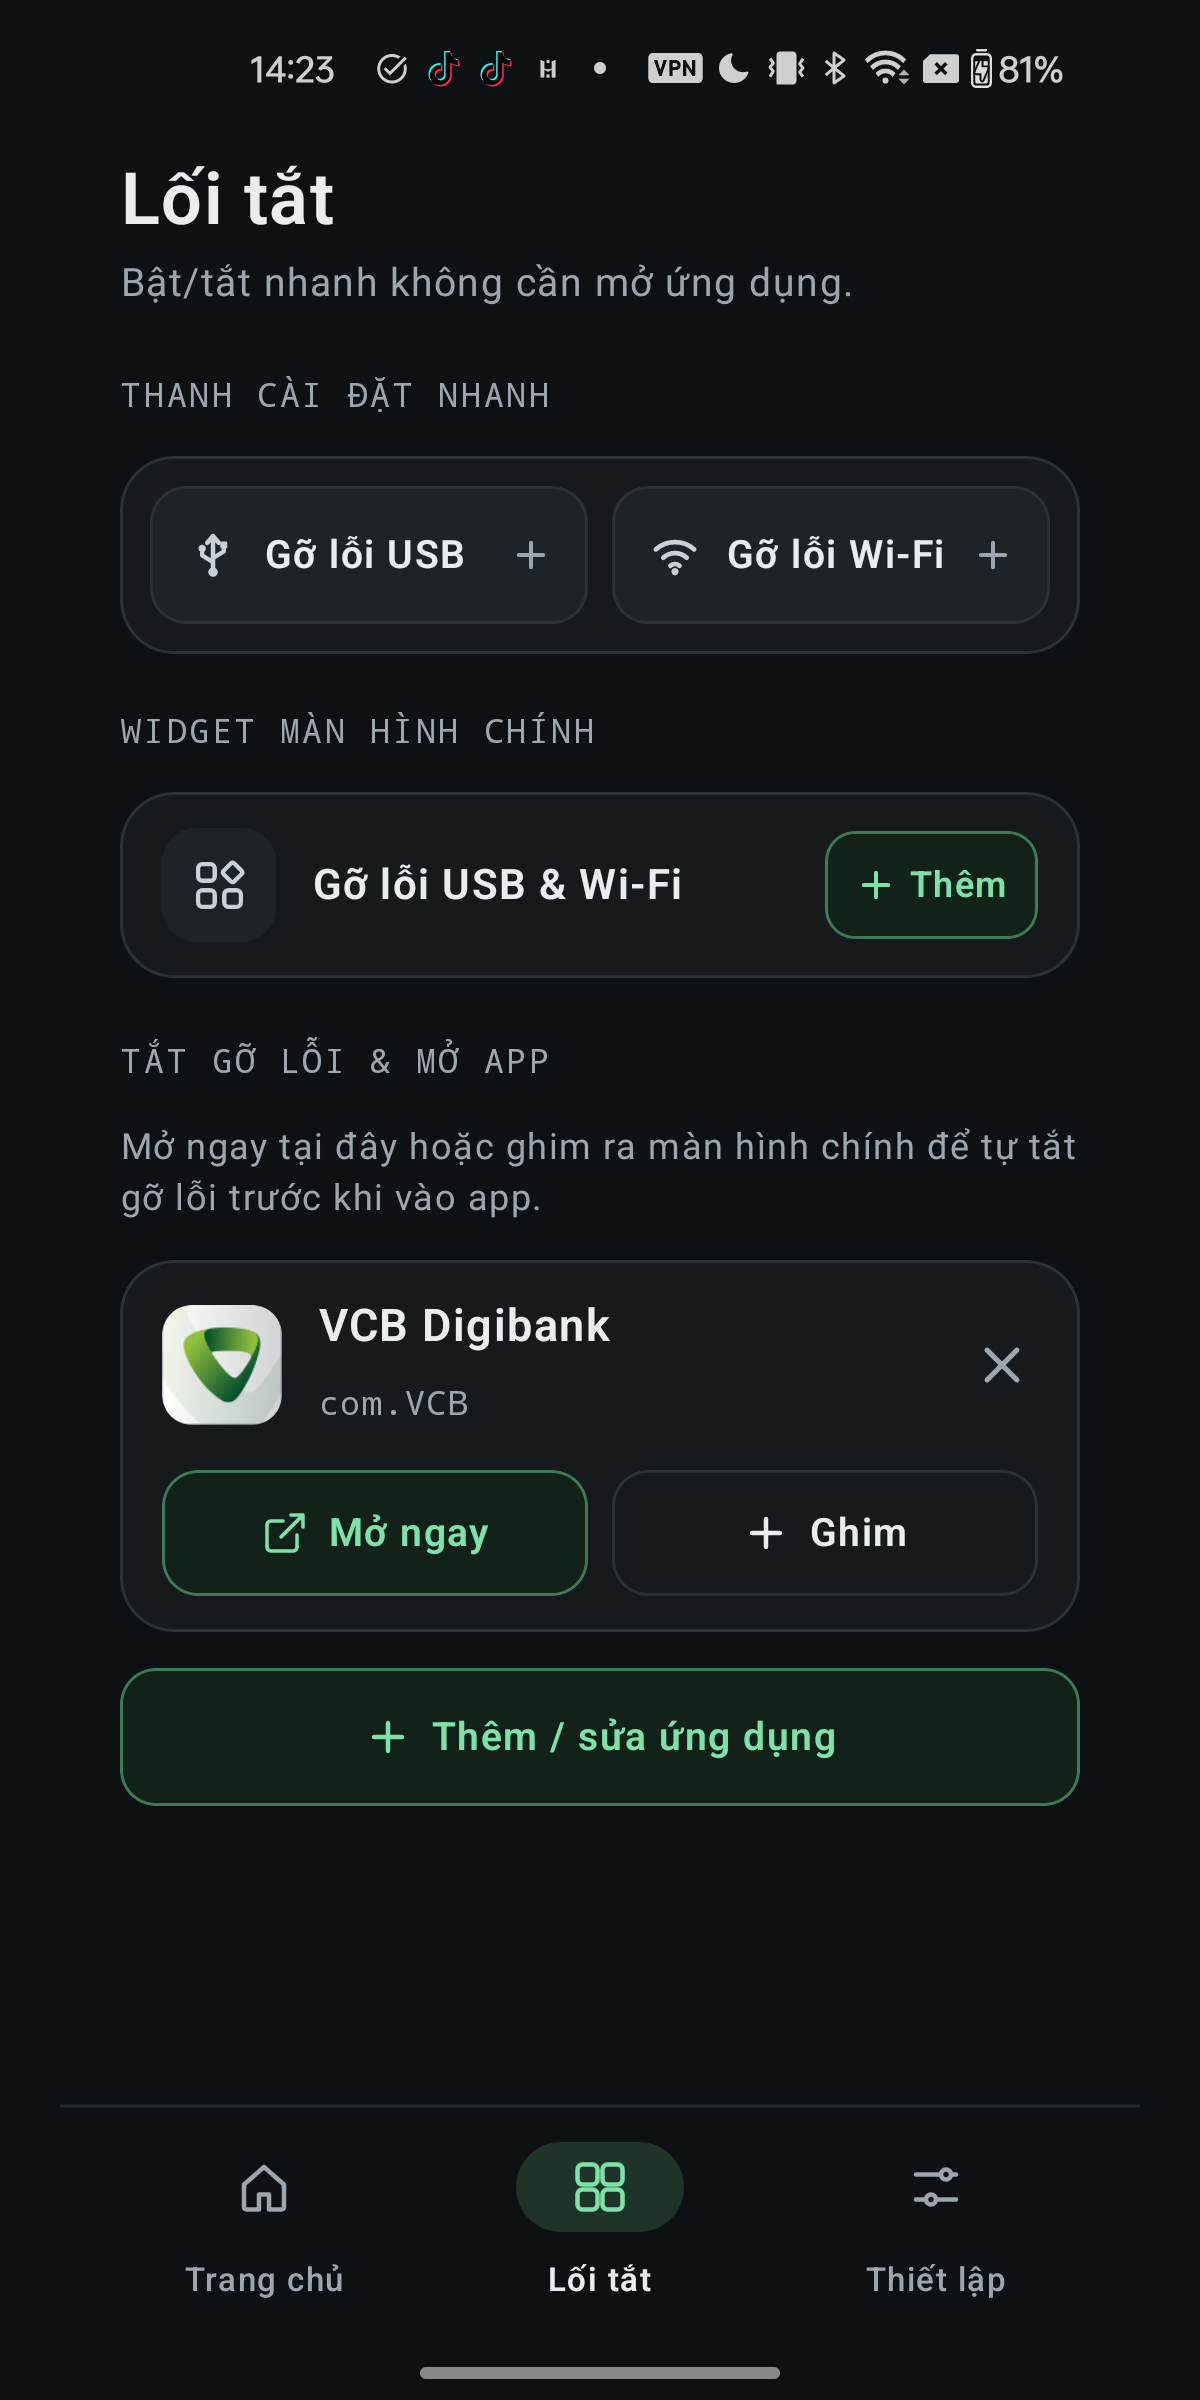 14:23
VPN
81%
Lối tắt
Bật/tắt nhanh không cần mở ứng dụng.
THANH CÀI ĐẶT NHANH
Gỡ lỗi USB
Gỡ lỗi Wi-Fi
WIDGET MÀN HÌNH CHÍNH
Gỡ lỗi USB & Wi-Fi
+ Thêm
TẮT GỠ LỖI & MỞ APP
Mở ngay tại đây hoặc ghim ra màn hình chính để tự tắt
gỡ lỗi trước khi vào app.
VCB Digibank
com.VCB
Mở ngay
+ Ghim
+ Thêm / sửa ứng dụng
Trang chủ
Lối tắt
Thiết lập